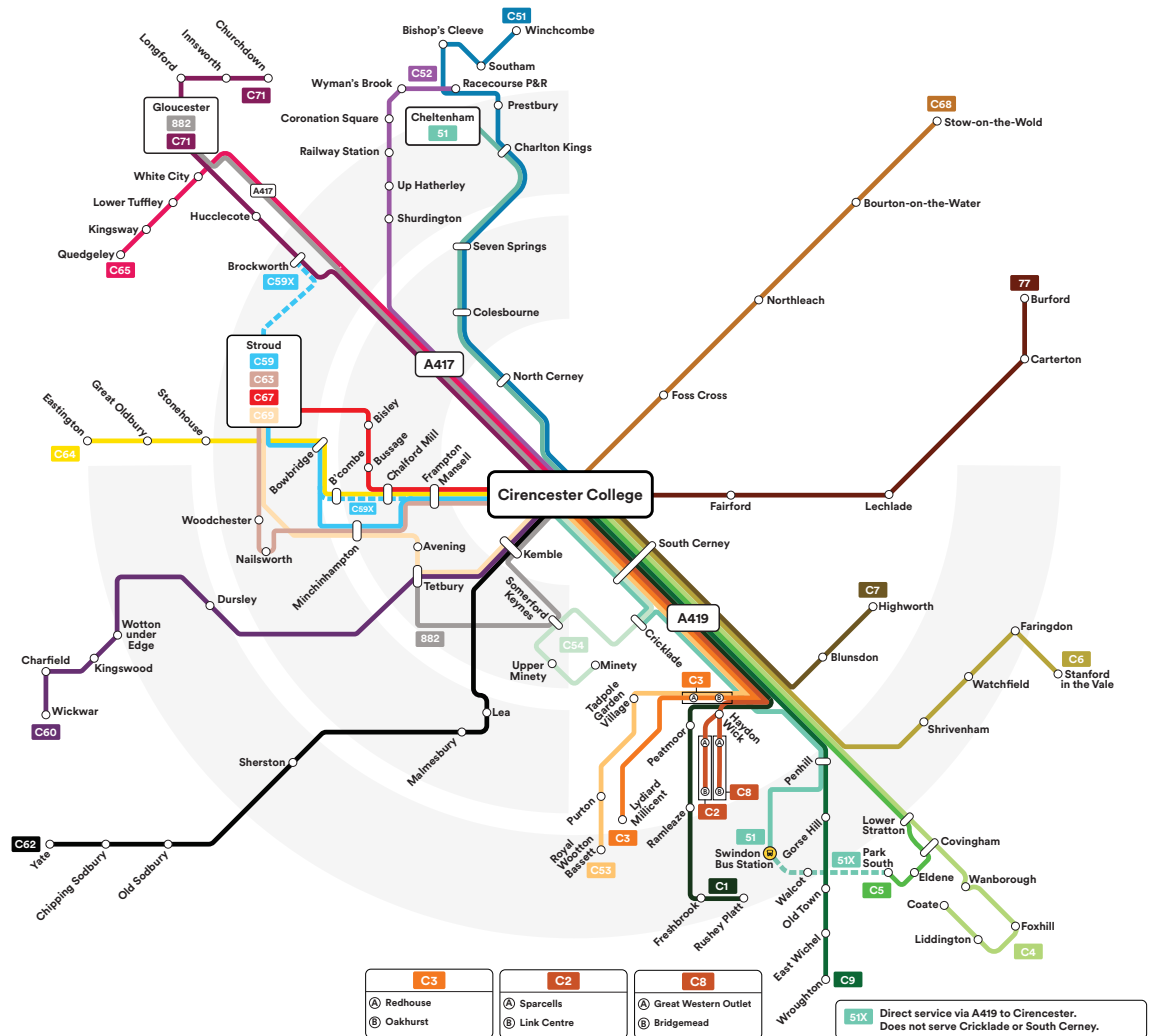 C51
Bishop's Cleeve
Winchcombe
Southam
Longford
Innsworth
Churchdown
C71
C52
Wyman's Brook
Racecourse P&R
Prestbury
Gloucester
882
C71
Coronation Square
Cheltenham
51
Charlton Kings
C68
Stow-on-the-Wold
Railway Station
White City
A417
Up Hatherley
Lower Tuffley
Hucclecote
Shurdington
Bourton-on-the-Water
Kingsway
Quedgeley
C65
Brockworth
C59X
Seven Springs
77
Burford
Northleach
Colesbourne
Stroud
C59
C63
C67
C69
A417
Carterton
North Cerney
Foss Cross
Eastington
Great Oldbury
Stonehouse
C64
Bisley
Bussage
Bowbridge
B'combe
Chalford Mill
Frampton
Mansell
C59X
Cirencester College
Fairford
Lechlade
Woodchester
Nailsworth
Minchinhampton
Avening
Kemble
South Cerney
Tetbury
Somerford
Keynes
882
C54
Cricklade
A419
C7
Highworth
Dursley
Wotton
under
Edge
Kingswood
Charfield
Wickwar
C60
Upper
Minety
Minety
Blunsdon
Faringdon
C6
Stanford
in the Vale
Watchfield
Shrivenham
C3
Tadpole
Garden
Village
A
B
Haydon
Wick
Peatmoor
A
A
B
B
C8
C2
Lea
Malmesbury
Sherston
Purton
Lydiard
Millicent
C3
Royal
Wootton
Bassett
C53
Ramleaze
Penhill
51
Swindon
Bus Station
Gorse Hill
51X
Park
South
Lower
Stratton
Covingham
Eldene
C5
Walcot
Old Town
Wanborough
Coate
Foxhill
Liddington
C4
C62
Yate
Chipping Sodbury
Old Sodbury
C1
Freshbrook
Rushey Platt
East Wichel
Wroughton
C9
C3
A Redhouse
B Oakhurst
C2
A Sparcells
B Link Centre
C8
A Great Western Outlet
B Bridgemead
51X
Direct service via A419 to Cirencester.
Does not serve Cricklade or South Cerney.